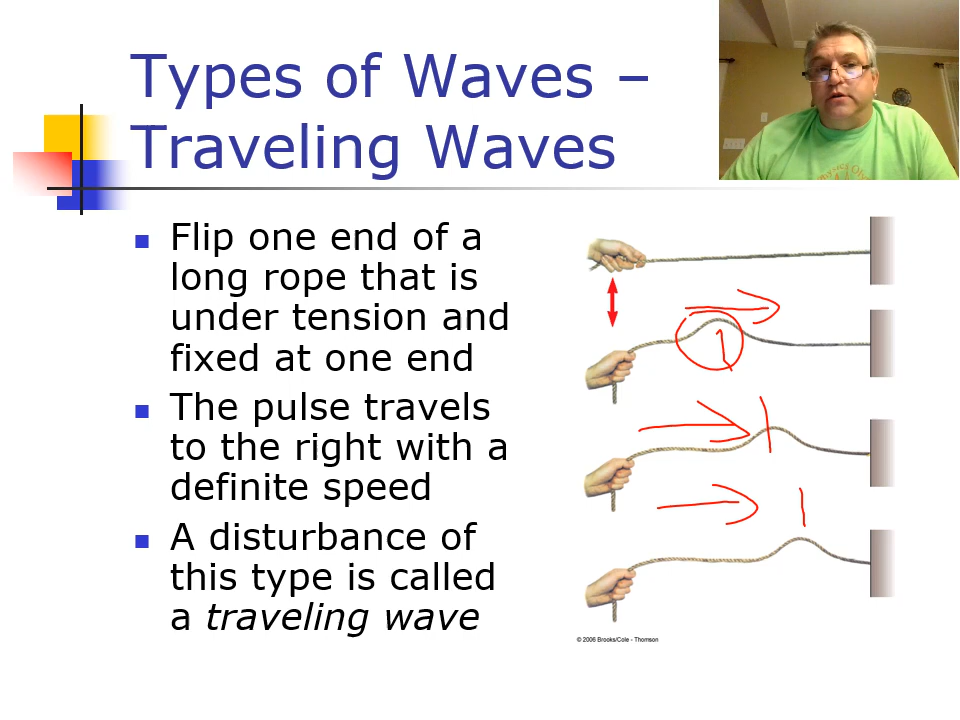 Types of Waves –
Traveling Waves
Flip one end of a
long rope that is
under tension and
fixed at one end
The pulse travels
to the right with a
definite speed
A disturbance of
this type is called
a traveling wave
© 2006 Brooks/Cole - Thomson